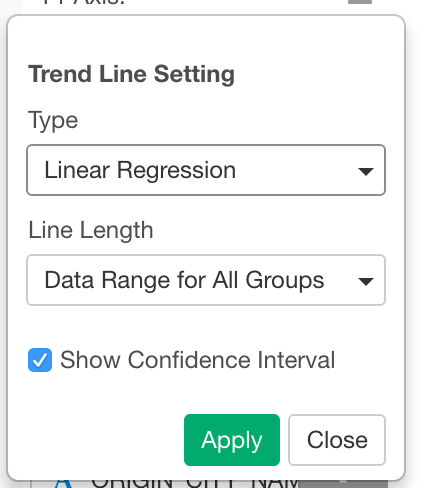 Y1 Axis:
Trend Line Setting
Type
Linear Regression
Line Length
Data Range for All Groups
Show Confidence Interval
Apply
Close
ORIGIN_CITY_NAM